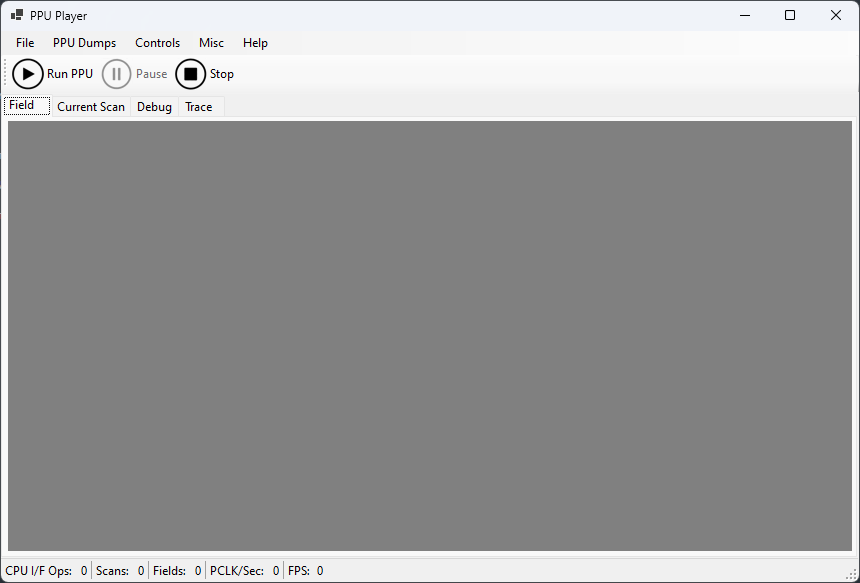 PPU Player
File PPU Dumps Controls Misc Help
Run PPU Pause Stop
Field Current Scan Debug Trace
CPU I/F Ops: 0 Scans: 0 Fields: 0 PCLK/Sec: 0 FPS: 0